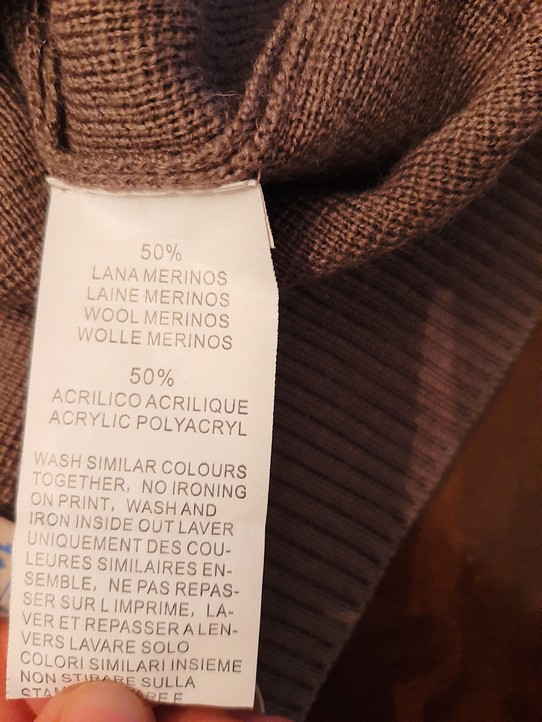 50%
LANA MERINOS
LAINE MERINOS
WOOL MERINOS
WOLLE MERINOS
50%
ACRILICO ACRILIQUE
ACRYLIC POLYACRYL
WASH SIMILAR COLOURS
TOGETHER, NO IRONING
ON PRINT, WASH AND
IRON INSIDE OUT LAVER
UNIQUEMENT DES COU-
LEURES SIMILAIRES EN-
SEMBLE, NE PAS REPAS-
SER SUR L IMPRIME, LA-
VER ET REPASSER A L EN-
VERS LAVARE SOLO
COLORI SIMILARI INSIEME
NON STIRARE SULLA